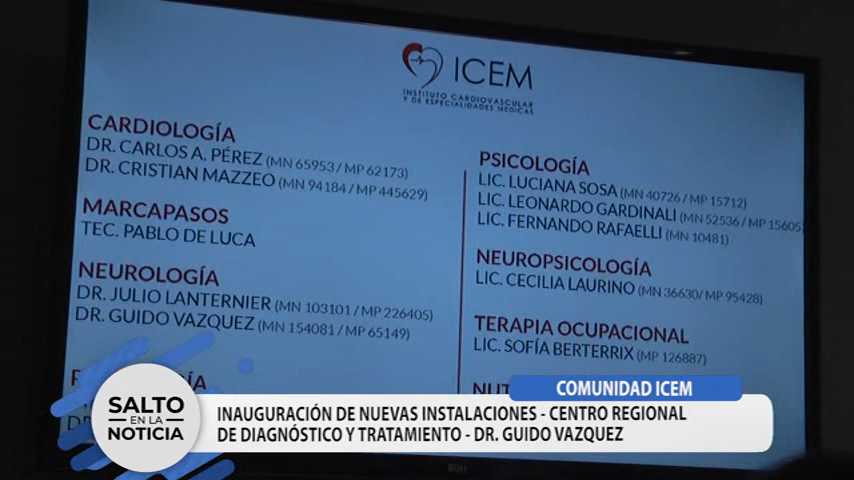 ICEM
INSTITUTO CARDIOVASCULAR
Y DE ESPECIALIDADES MÉDICAS
CARDIOLOGÍA
DR. CARLOS A. PÉREZ (MN 65953 / MP 62173)
DR. CRISTIAN MAZZEO (MN 94184 / MP 445629)
MARCAPASOS
TEC. PABLO DE LUCA
NEUROLOGÍA
DR. JULIO LANTERNIER (MN 103101 / MP 226405)
DR. GUIDO VAZQUEZ (MN 154081 / MP 65149)
PSICOLOGÍA
LIC. LUCIANA SOSA (MN 40726 / MP 15712)
LIC. LEONARDO GARDINALI (MN 52536 / MP 15605
LIC. FERNANDO RAFAELLI (MN 10481)
NEUROPSICOLOGÍA
LIC. CECILIA LAURINO (MN 36630/ MP 95428)
TERAPIA OCUPACIONAL
LIC. SOFÍA BERTERRIX (MP 126887)
COMUNIDAD ICEM
SALTO
EN LA
NOTICIA
INAUGURACIÓN DE NUEVAS INSTALACIONES - CENTRO REGIONAL
DE DIAGNÓSTICO Y TRATAMIENTO - DR. GUIDO VAZQUEZ